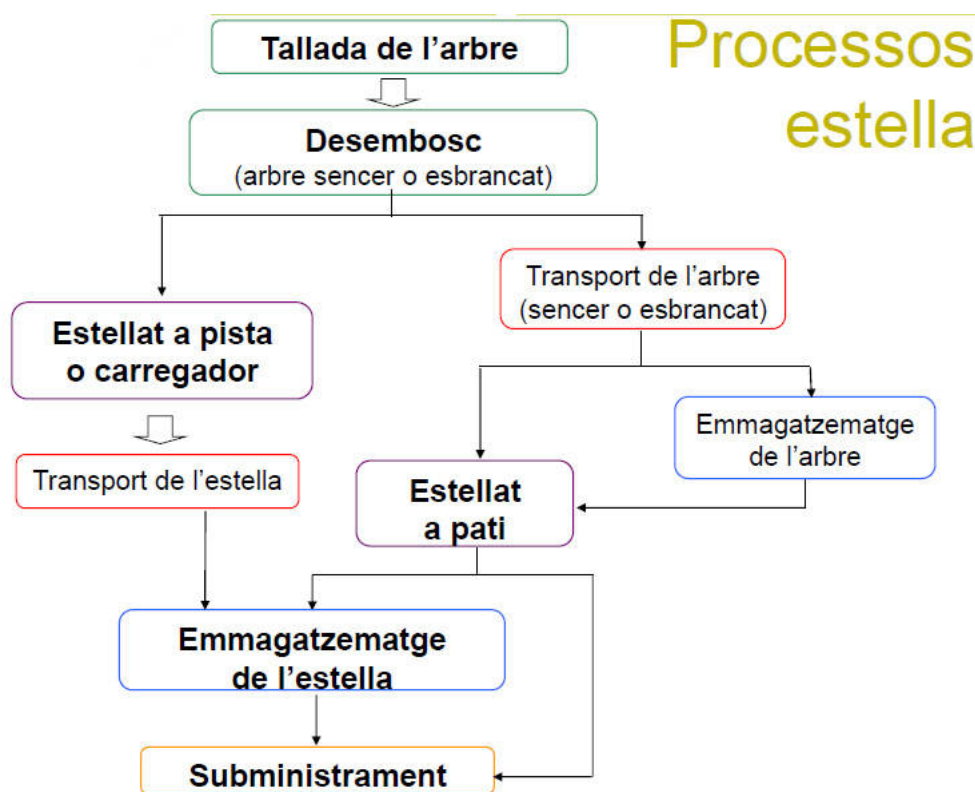 Processos
estella
Tallada de l’arbre
Desembosc
(arbre sencer o esbrancat)
Transport de l’arbre
(sencer o esbrancat)
Estellat a pista
o carregador
Emmagatzematge
de l’arbre
Transport de l’estella
Estellat
a pati
Emmagatzematge
de l’estella
Subministrament